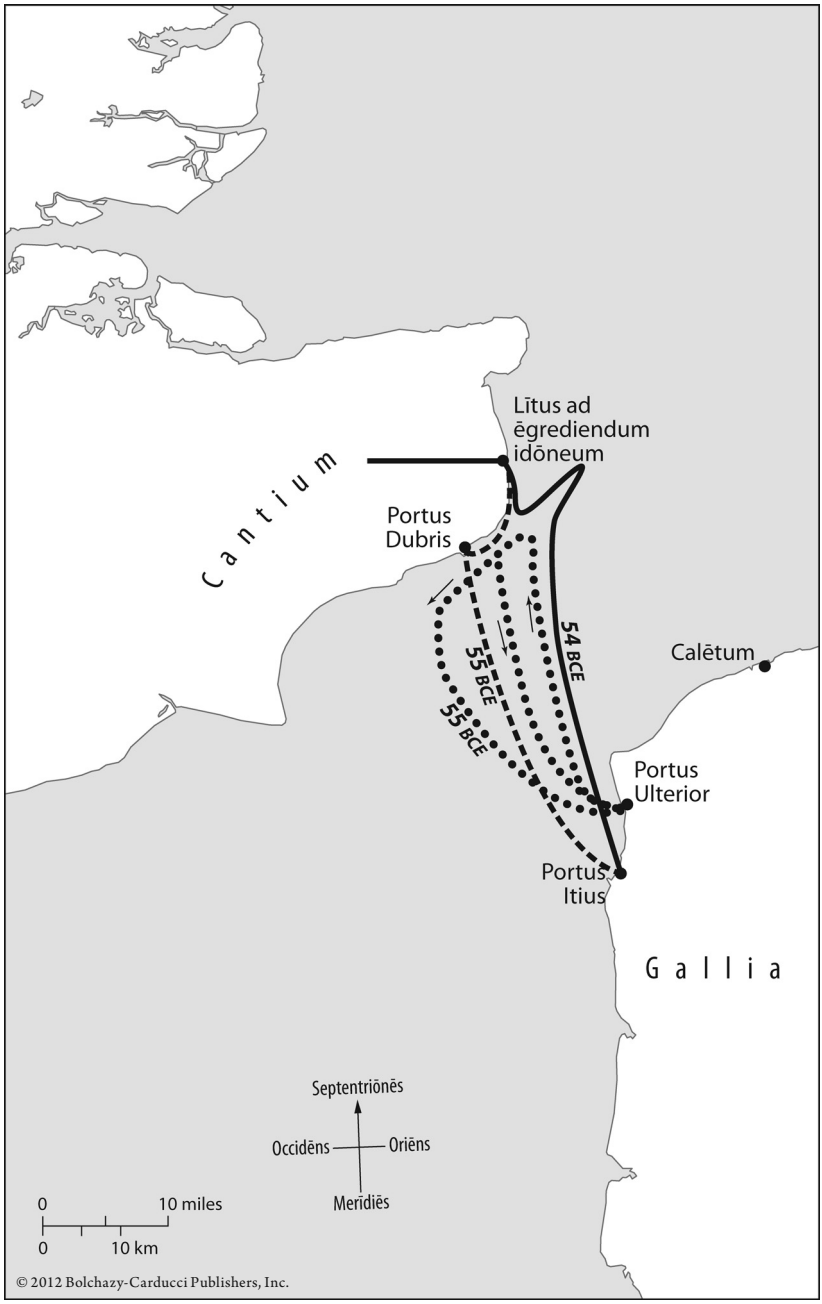 Lītus ad
ēgrediendum
idōneum
Cantium
Portus
Dubris
54 BCE
Calētum
55 BCE
55 BCE
Portus
Ulterior
Portus
Itius
Gallia
Septentriōnēs
Occidēns
Oriēns
Merīdiēs
0 10 miles
0 10 km
© 2012 Bolchazy-Carducci Publishers, Inc.